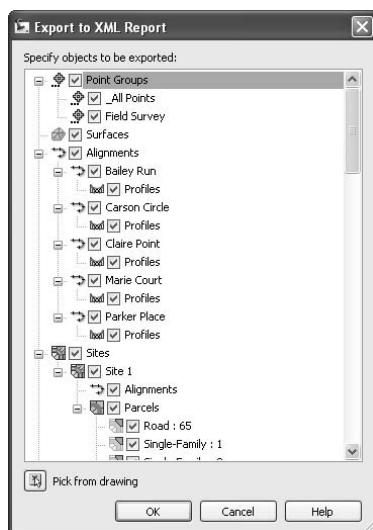 Export to XML Report
Specify objects to be exported:
Point Groups
_All Points
Field Survey
Surfaces
Alignments
Bailey Run
Profiles
Carson Circle
Profiles
Claire Point
Profiles
Marie Court
Profiles
Parker Place
Profiles
Sites
Site 1
Alignments
Parcels
Road : 65
Single-Family : 1
Pick from drawing
OK
Cancel
Help